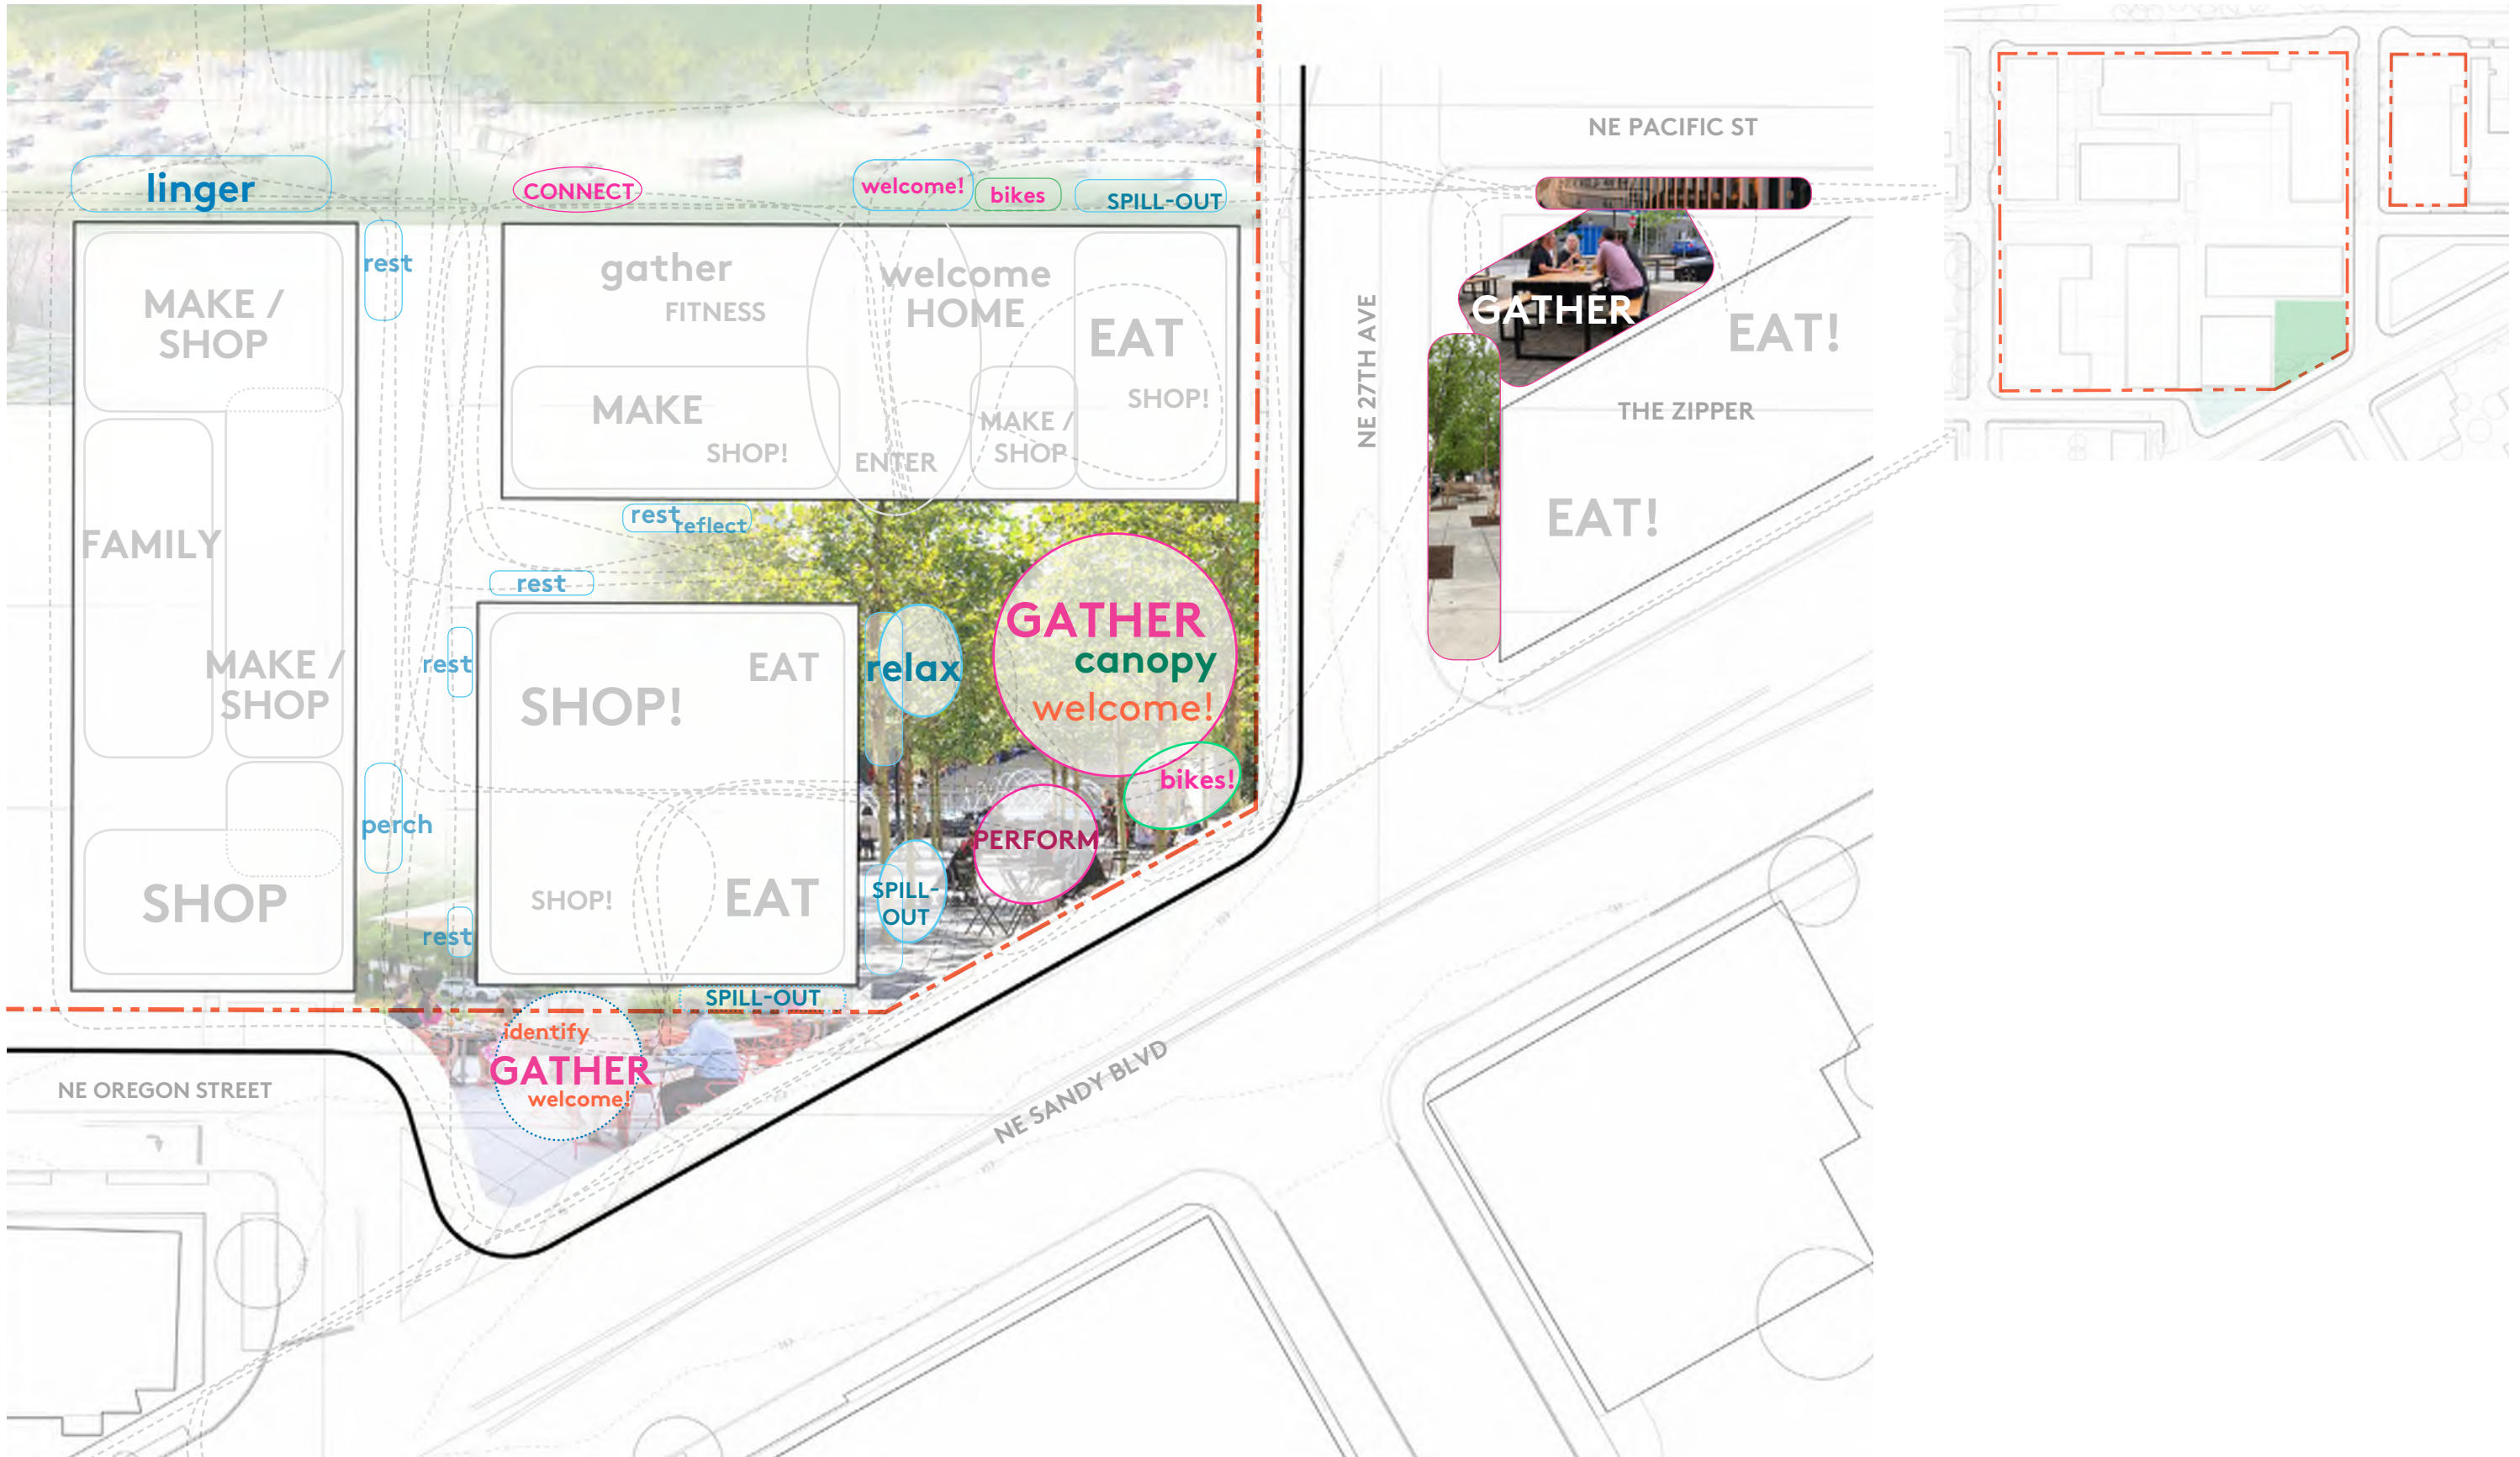 NE PACIFIC ST
linger
CONNECT
welcome!
bikes
SPILL-OUT
rest
MAKE /
SHOP
gather
FITNESS
welcome
HOME
EAT
SHOP!
MAKE
SHOP!
ENTER
MAKE /
SHOP
NE 27TH AVE
GATHER
EAT!
THE ZIPPER
EAT!
FAMILY
MAKE /
SHOP
SHOP
rest
reflect
rest
rest
SHOP!
EAT
relax
GATHER
canopy
welcome!
bikes!
PERFORM
perch
rest
SHOP!
EAT
SPILL-
OUT
SPILL-OUT
identify
GATHER
welcome!
NE OREGON STREET
NE SANDY BLVD